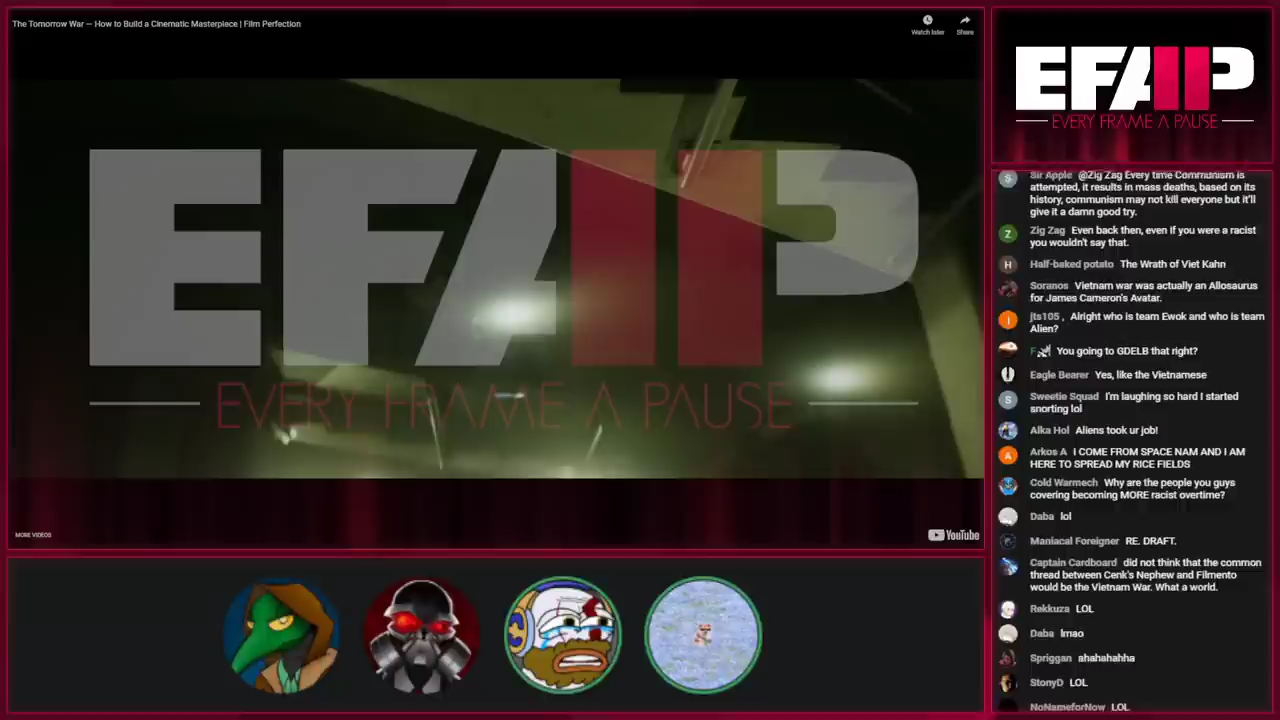 The Tomorrow War – How to Build a Cinematic Masterpiece | Film Perfection
Watch later
Share
EFAP
EVERY FRAME A PAUSE
MORE VIDEOS
YouTube
EFAP
EVERY FRAME A PAUSE
Sir Apple @Zig Zag Every time Communism is
attempted, it results in mass deaths, based on its
history, communism may not kill everyone but it'll
give it a damn good try.
Zig Zag Even back then, even if you were a racist
you wouldn't say that.
Half-baked potato The Wrath of Viet Kahn
Soranos Vietnam war was actually an Allosaurus
for James Cameron's Avatar.
jts105 , Alright who is team Ewok and who is team
Alien?
You going to GDELB that right?
Eagle Bearer Yes, like the Vietnamese
Sweetie Squad I'm laughing so hard I started
snorting lol
Alka Hol Aliens took ur job!
Arkos A I COME FROM SPACE NAM AND I AM
HERE TO SPREAD MY RICE FIELDS
Cold Warmech Why are the people you guys
covering becoming MORE racist overtime?
Daba lol
Maniacal Foreigner RE. DRAFT.
Captain Cardboard did not think that the common
thread between Cenk's Nephew and Filmento
would be the Vietnam War. What a world.
Rekkuza LOL
Daba lmao
Spriggan ahahahahha
StonyD LOL
NoNameforNow LOL